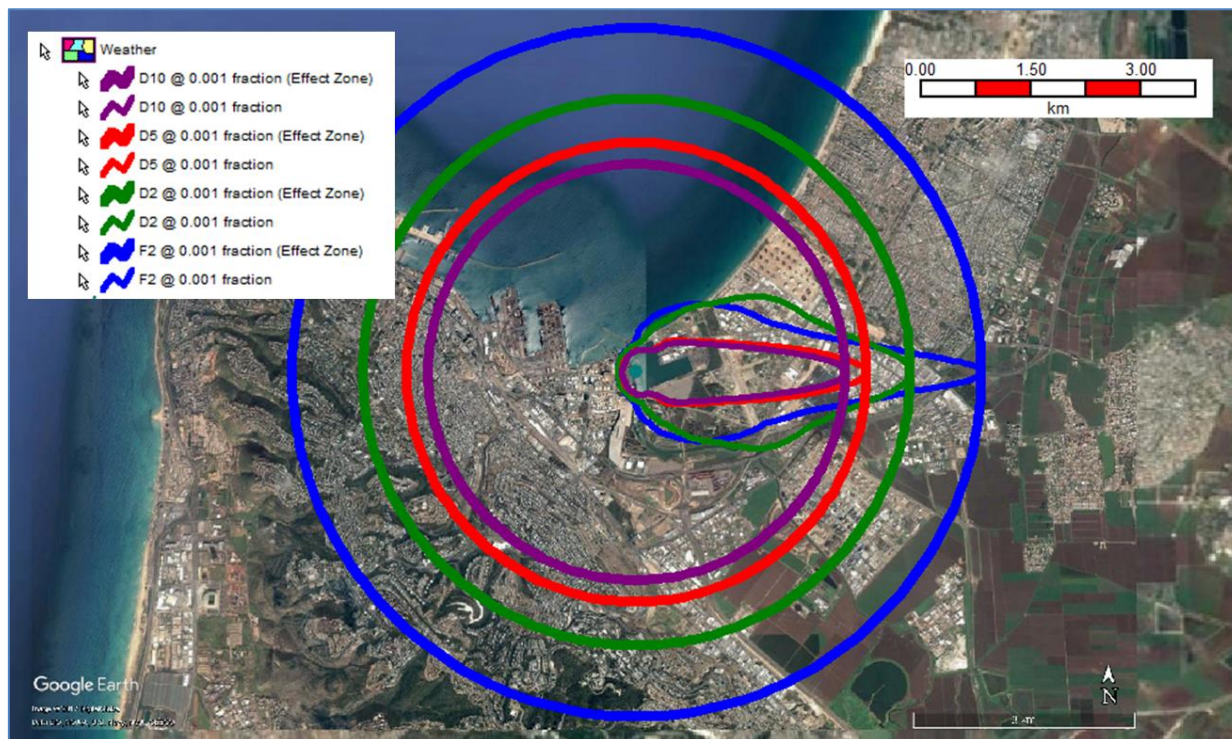 Weather
D10 @ 0.001 fraction (Effect Zone)
D10 @ 0.001 fraction
D5 @ 0.001 fraction (Effect Zone)
D5 @ 0.001 fraction
D2 @ 0.001 fraction (Effect Zone)
D2 @ 0.001 fraction
F2 @ 0.001 fraction (Effect Zone)
F2 @ 0.001 fraction
0.00 1.50 3.00
km
Google Earth
N
3 km